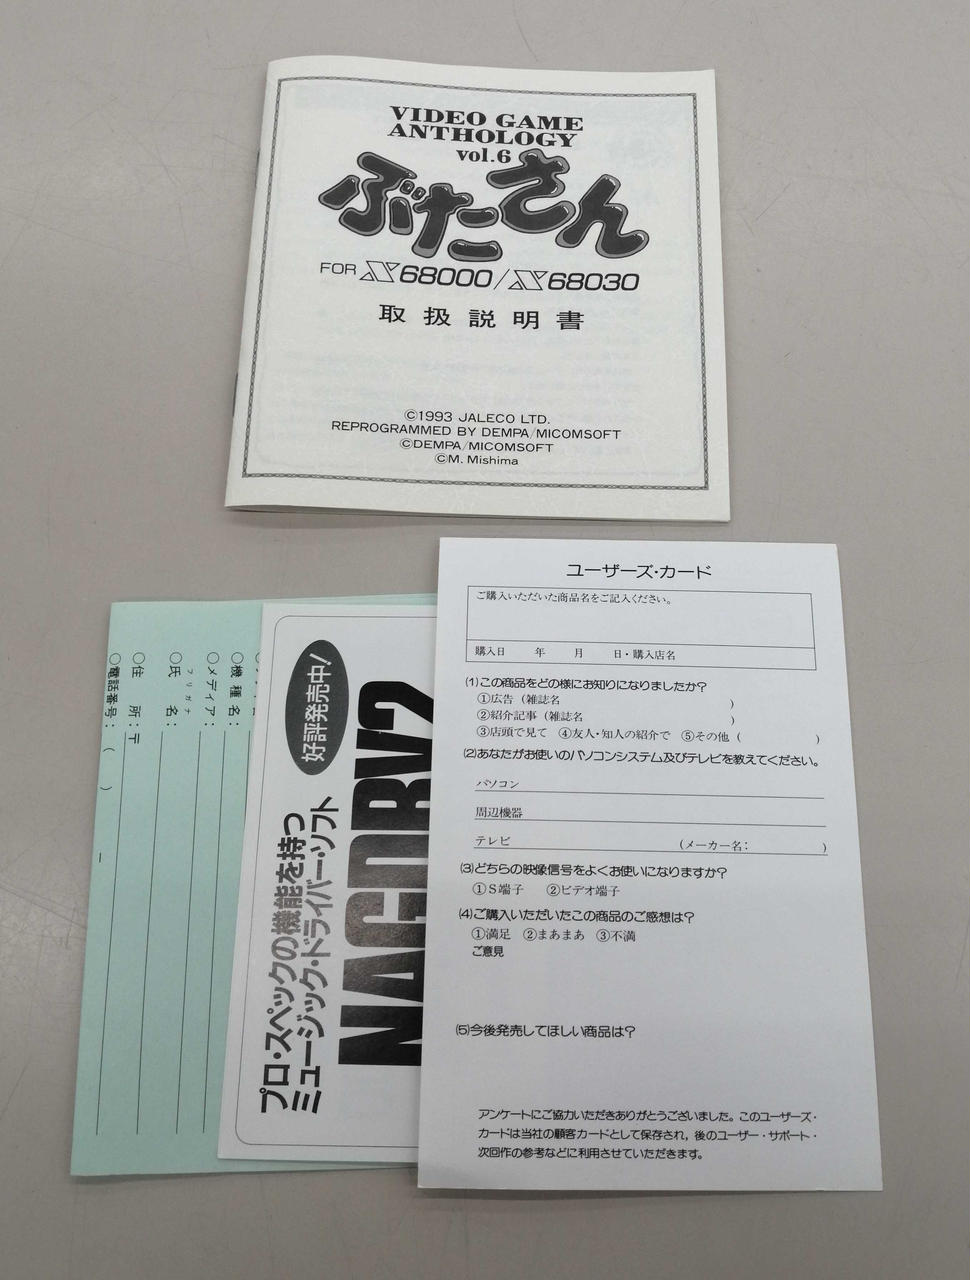 VIDEO GAME
ANTHOLOGY
vol.6
ぶたさん
FOR X68000/X68030
取扱説明書
©1993 JALECO LTD.
REPROGRAMMED BY DEMPA/MICOMSOFT
©DEMPA/MICOMSOFT
©M. Mishima
ユーザーズ・カード
ご購入いただいた商品名をご記入ください。
購入日 年 月 日・購入店名
(1)この商品をどの様にお知りになりましたか?
①広告(雑誌名 )
②紹介記事(雑誌名 )
③店頭で見て ④友人・知人の紹介で ⑤その他( )
(2)あなたがお使いのパソコンシステム及びテレビを教えてください。
パソコン
周辺機器
テレビ (メーカー名: )
(3)どちらの映像信号をよくお使いになりますか?
①S端子 ②ビデオ端子
(4)ご購入いただいたこの商品のご感想は?
①満足 ②まあまあ ③不満
ご意見
(5)今後発売してほしい商品は?
アンケートにご協力いただきありがとうございました。このユーザーズ・
カードは当社の顧客カードとして保存され,後のユーザー・サポート・
次回作の参考などに利用させていただきます。
好評発売中!
プロ・スペックの機能を持つ
ミュージック・ドライバー・ソフト
NAGDRV2
○機種名:
○メディア:
フリガナ
○氏 名:
○住 所:〒
○電話番号:( ) −